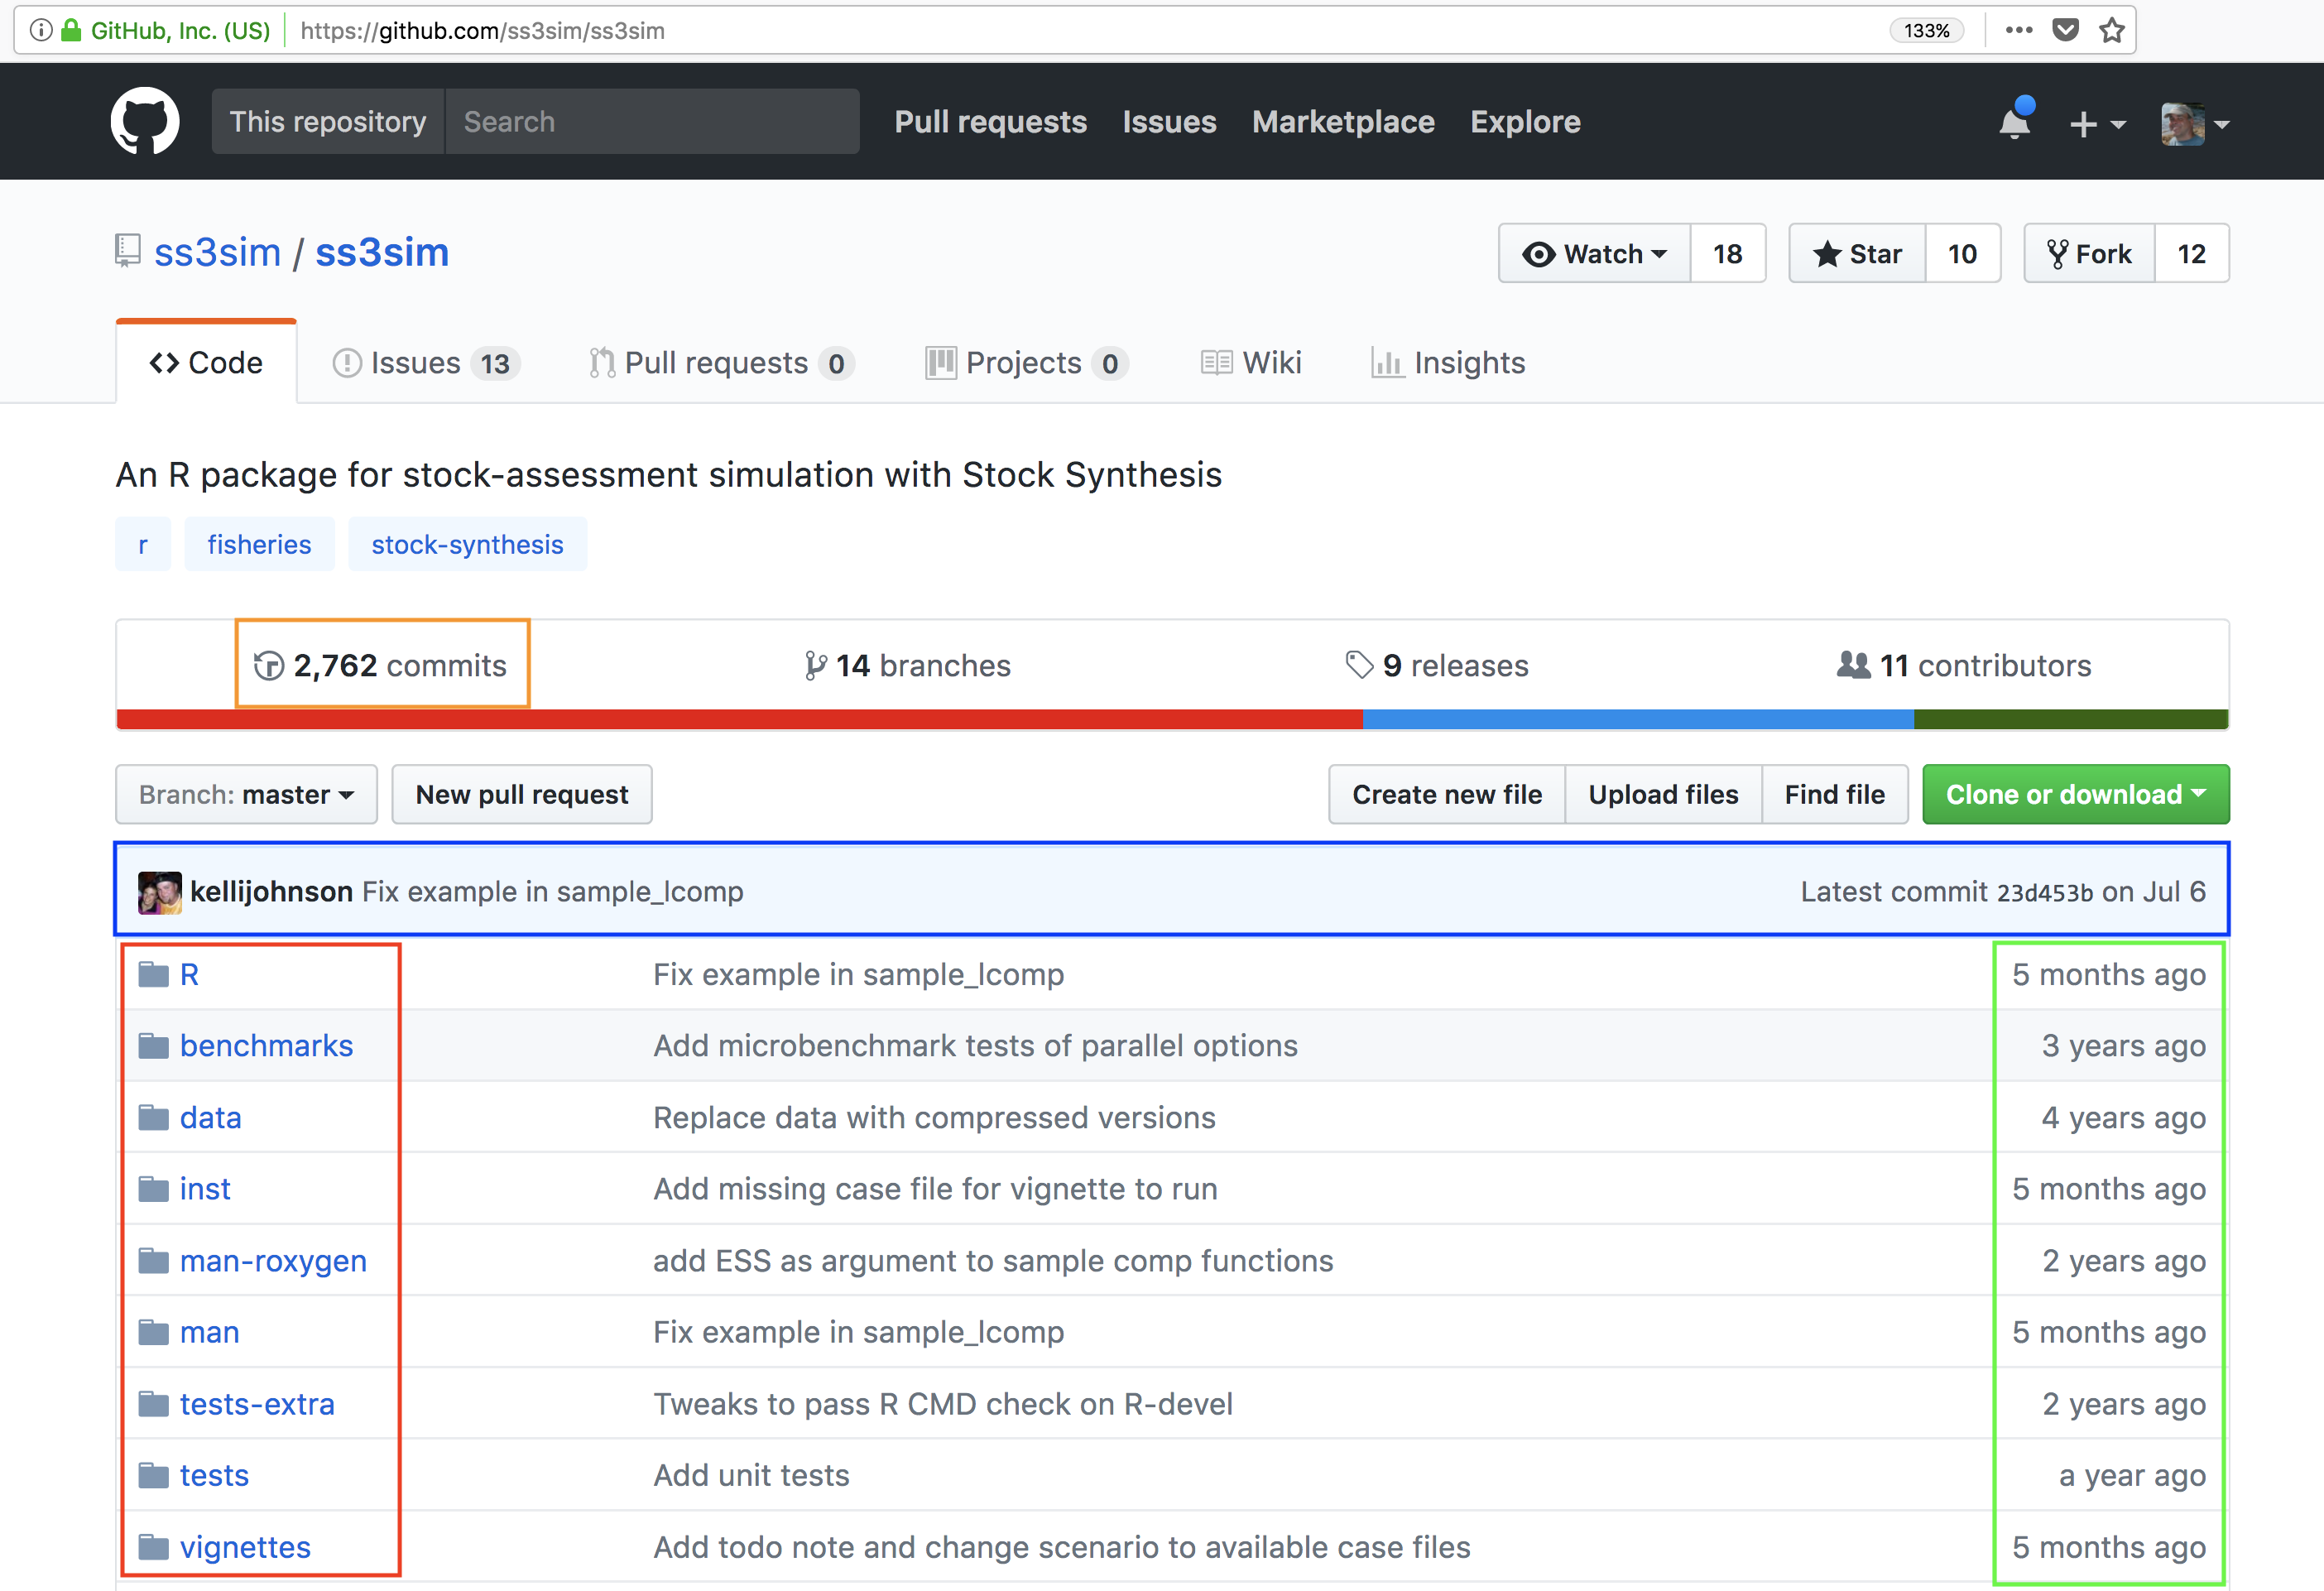 GitHub, Inc. (US) https://github.com/ss3sim/ss3sim 133%
This repository Search Pull requests Issues Marketplace Explore
ss3sim / ss3sim Watch 18 Star 10 Fork 12
Code Issues 13 Pull requests 0 Projects 0 Wiki Insights
An R package for stock-assessment simulation with Stock Synthesis
r fisheries stock-synthesis
2,762 commits 14 branches 9 releases 11 contributors
Branch: master New pull request Create new file Upload files Find file Clone or download
kellijohnson Fix example in sample_lcomp Latest commit 23d453b on Jul 6
R Fix example in sample_lcomp 5 months ago
benchmarks Add microbenchmark tests of parallel options 3 years ago
data Replace data with compressed versions 4 years ago
inst Add missing case file for vignette to run 5 months ago
man-roxygen add ESS as argument to sample comp functions 2 years ago
man Fix example in sample_lcomp 5 months ago
tests-extra Tweaks to pass R CMD check on R-devel 2 years ago
tests Add unit tests a year ago
vignettes Add todo note and change scenario to available case files 5 months ago